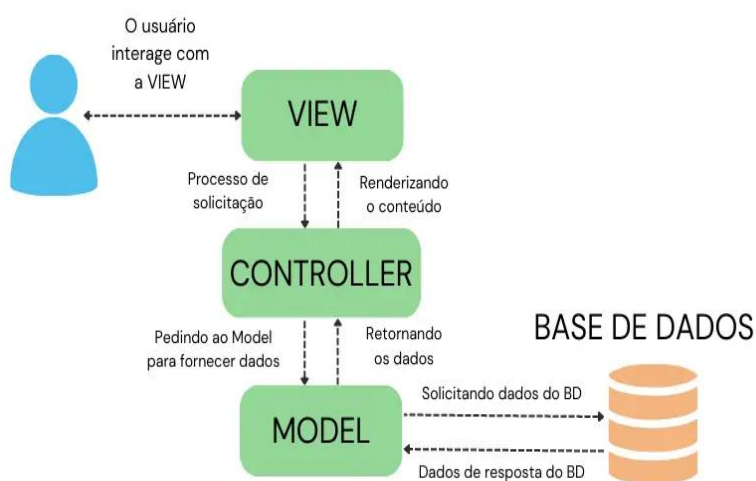 O usuário
interage com
a VIEW
VIEW
Processo de
solicitação
Renderizando
o conteúdo
CONTROLLER
Pedindo ao Model
para fornecer dados
Retornando
os dados
BASE DE DADOS
MODEL
Solicitando dados do BD
Dados de resposta do BD